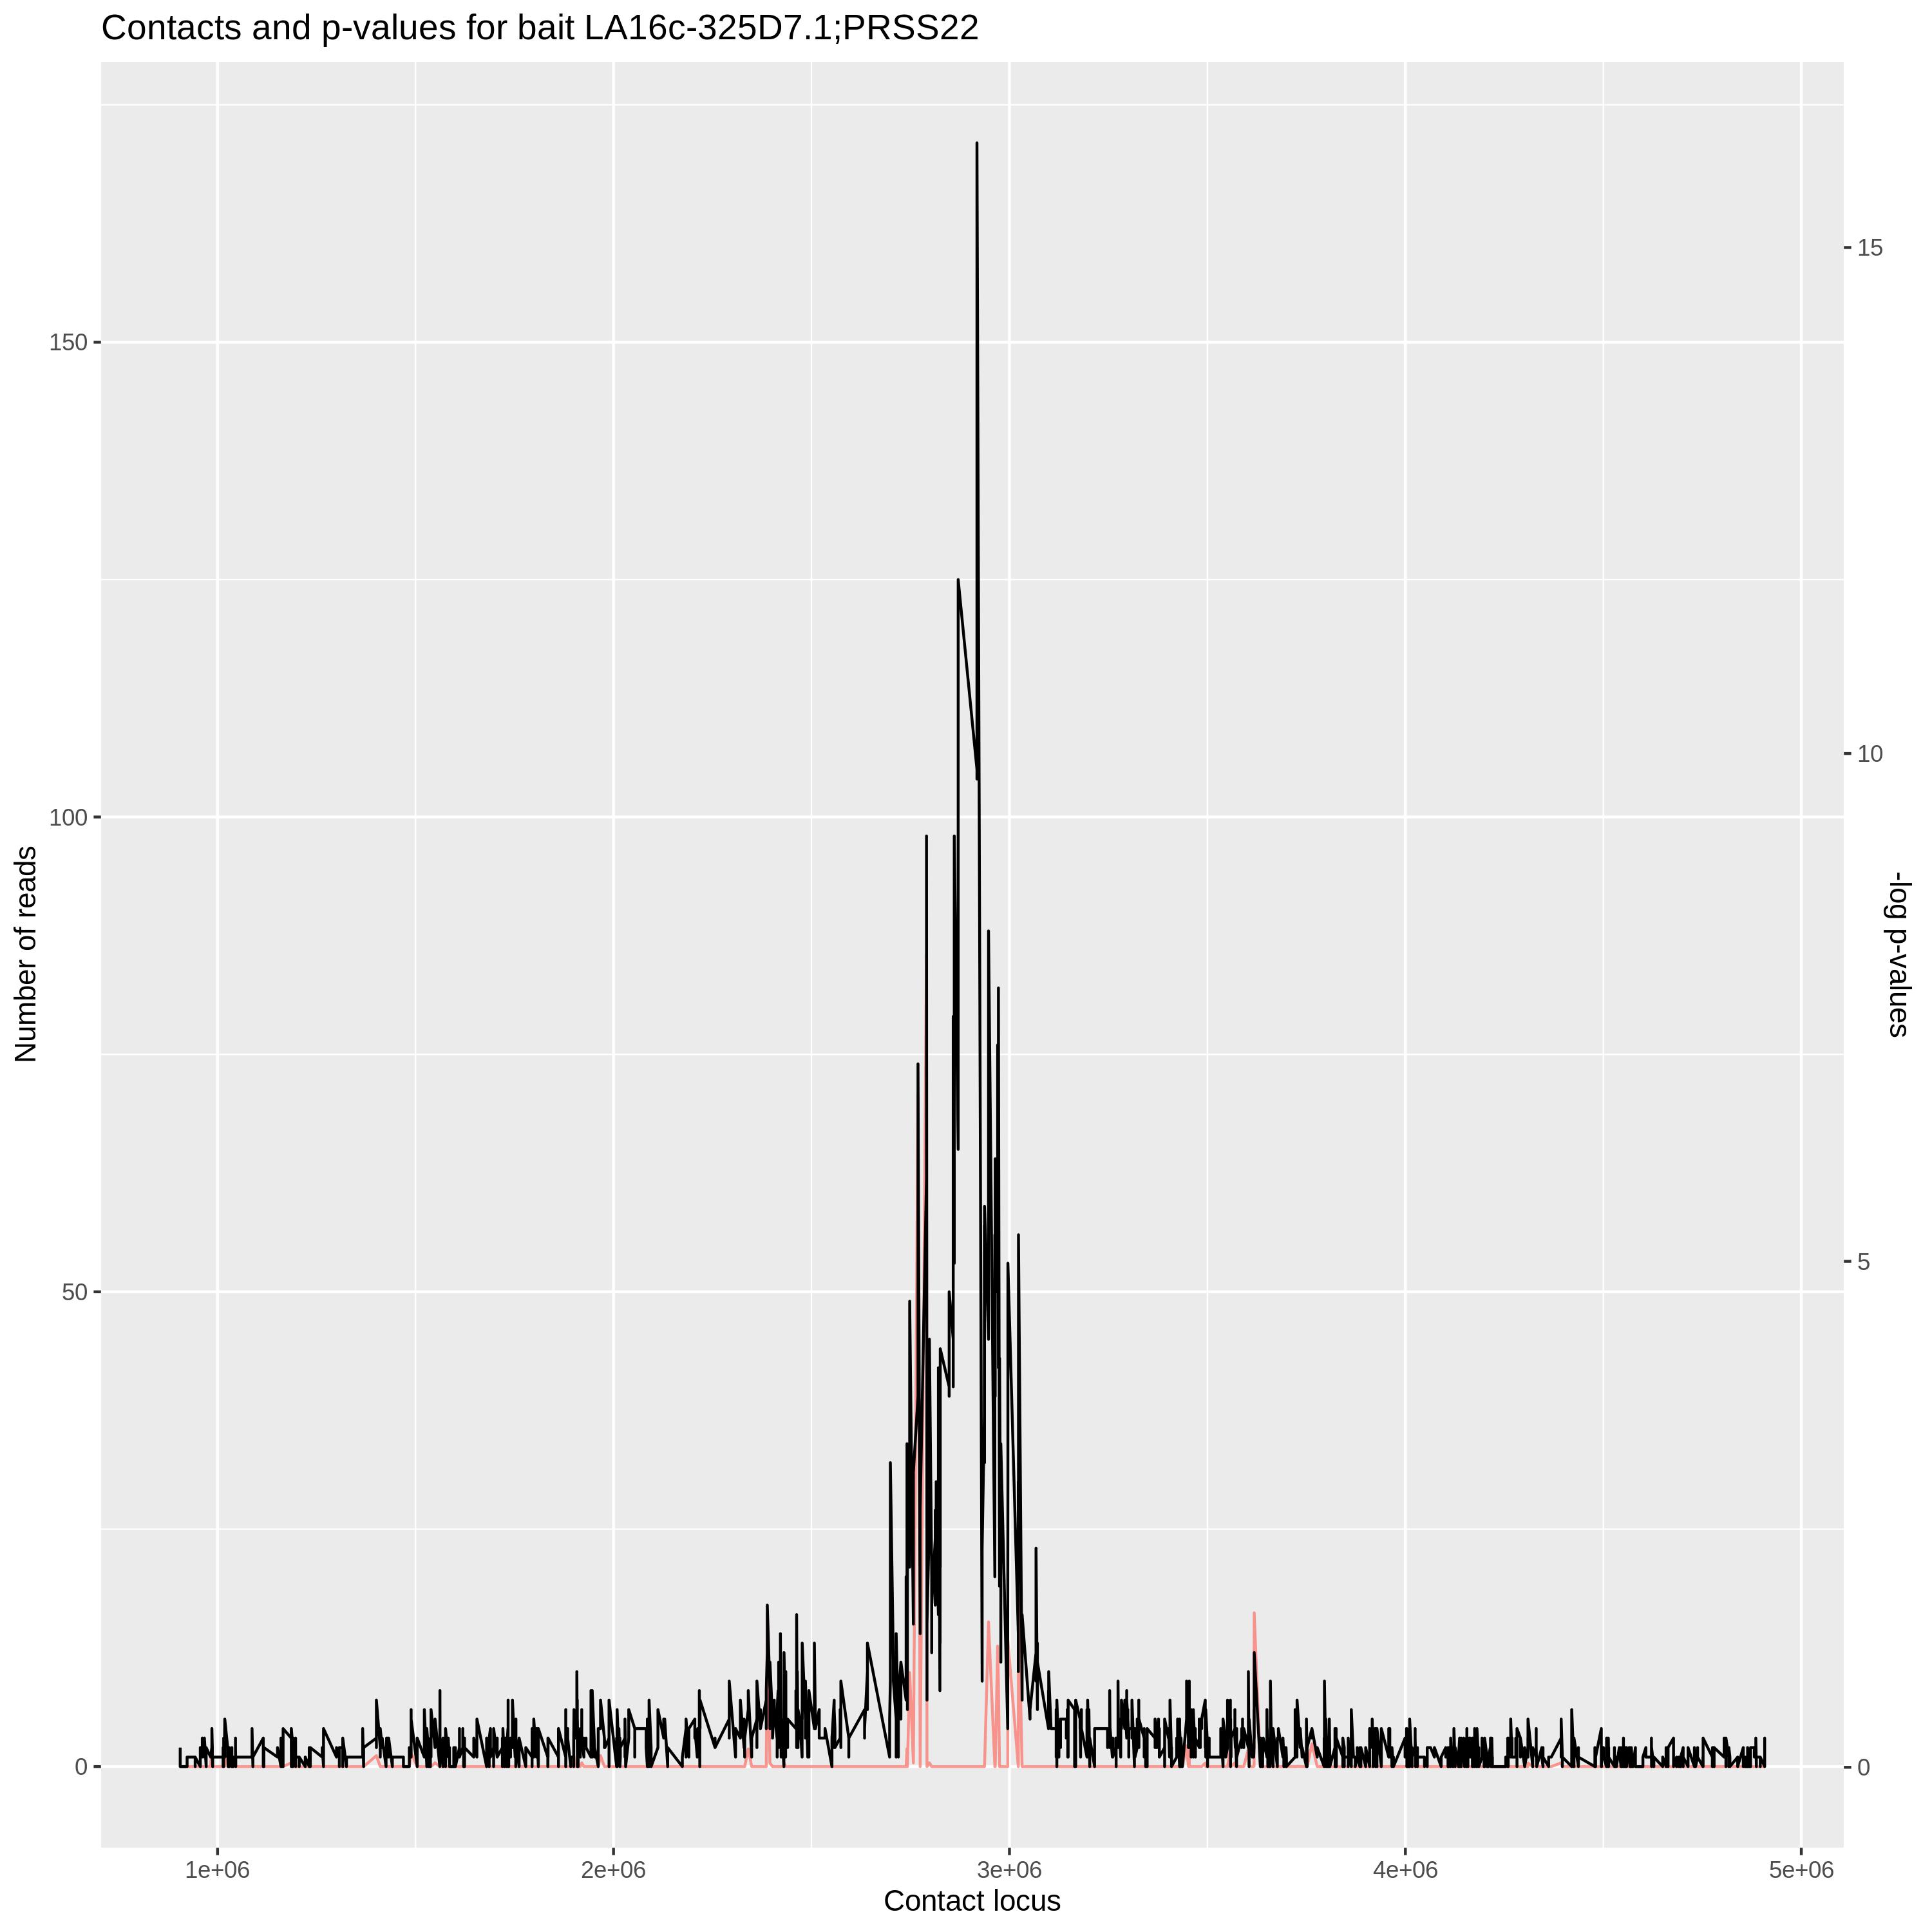 Contacts and p-values for bait LA16c-325D7.1;PRSS22
150
100
50
0
Number of reads
15
10
5
0
-log p-values
1e+06 2e+06 3e+06 4e+06 5e+06
Contact locus